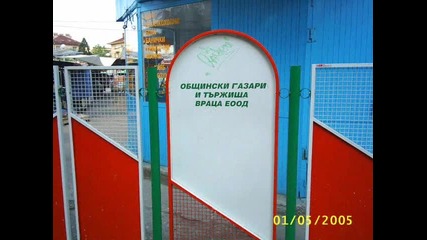 ОБЩИНСКИ ГАЗАРИ
И ТЪРЖИЩА
ВРАЦА ЕООД
01/05/2005